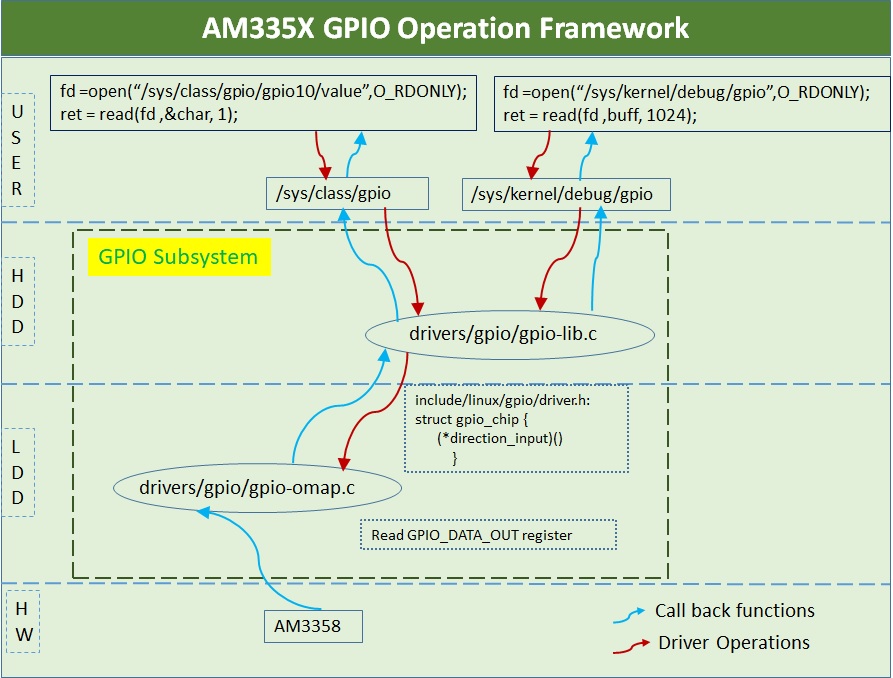 AM335X GPIO Operation Framework
fd =open(“/sys/class/gpio/gpio10/value”,O_RDONLY);
ret = read(fd ,&char, 1);
fd =open(“/sys/kernel/debug/gpio”,O_RDONLY);
ret = read(fd ,buff, 1024);
U
S
E
R
/sys/class/gpio
/sys/kernel/debug/gpio
GPIO Subsystem
H
D
D
drivers/gpio/gpio-lib.c
include/linux/gpio/driver.h:
struct gpio_chip {
(*direction_input)()
}
L
D
D
drivers/gpio/gpio-omap.c
Read GPIO_DATA_OUT register
H
W
AM3358
Call back functions
Driver Operations